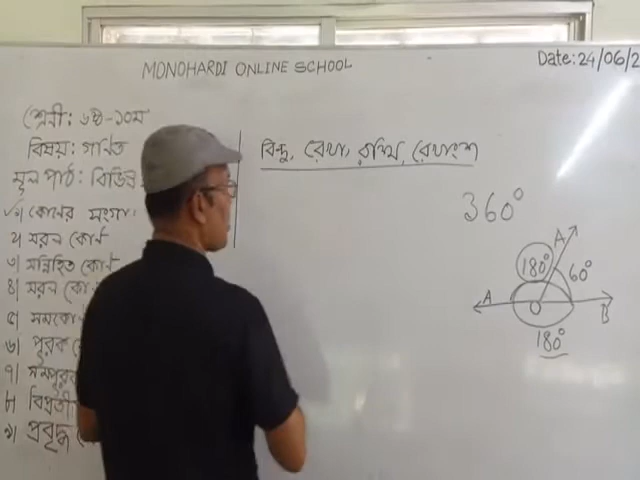 MONOHARDI ONLINE SCHOOL
Date: 24/06/2
শ্রেনী: ৬ষ্ঠ-১০ম
বিষয়: গণিত
মূল পাঠ:
১) কোনের সংগা
২) সরল কোণ
৩) সন্নিহিত কোণ
৪) সরল কো
৫) সমকো
৬) পূরক
৭) সম্পূরক
৮) বিপ্রতী
৯) প্রবৃদ্ধ
বিন্দু, রেখা, রশ্মি, রেখাংশ
360°
A
180° 60°
A O B
180°